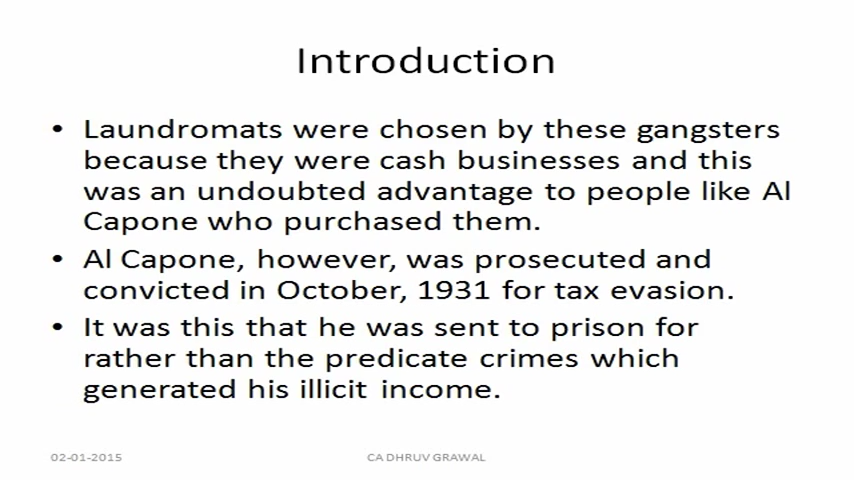 Introduction
• Laundromats were chosen by these gangsters
because they were cash businesses and this
was an undoubted advantage to people like Al
Capone who purchased them.
• Al Capone, however, was prosecuted and
convicted in October, 1931 for tax evasion.
• It was this that he was sent to prison for
rather than the predicate crimes which
generated his illicit income.
02-01-2015
CA DHRUV GRAWAL